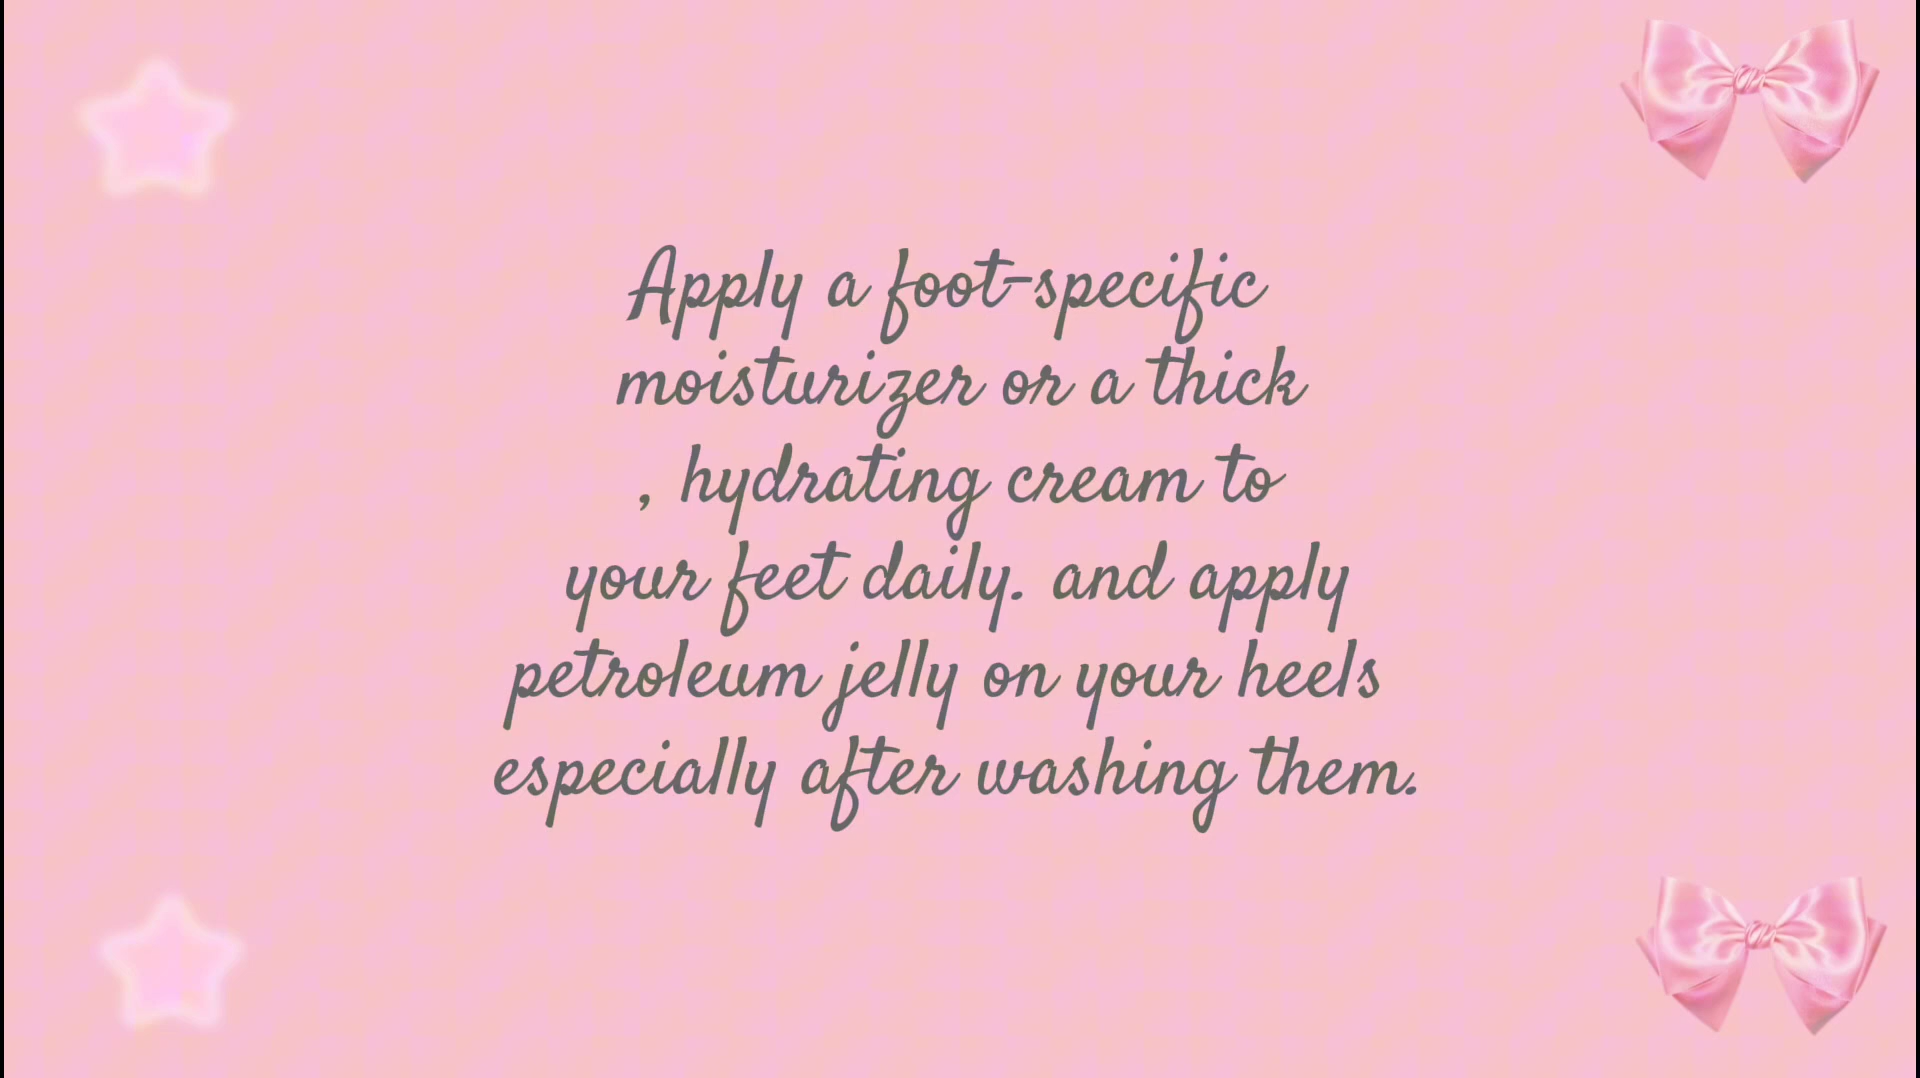 Apply a foot-specific
moisturizer or a thick
, hydrating cream to
your feet daily. and apply
petroleum jelly on your heels
especially after washing them.